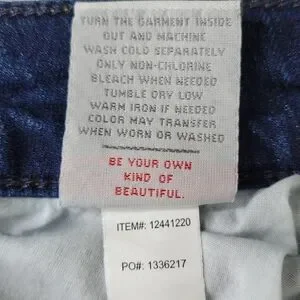 TURN THE GARMENT INSIDE
OUT AND MACHINE
WASH COLD SEPARATELY
ONLY NON-CHLORINE
BLEACH WHEN NEEDED
TUMBLE DRY LOW
WARM IRON IF NEEDED
COLOR MAY TRANSFER
WHEN WORN OR WASHED
BE YOUR OWN
KIND OF
BEAUTIFUL.
ITEM#: 12441220
PO#: 1336217